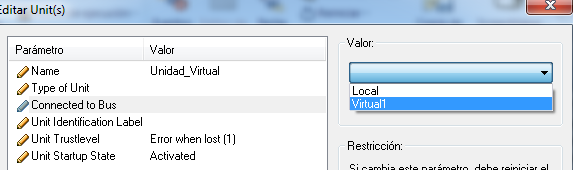 Editar Unit(s)
Parámetro Valor
Name Unidad_Virtual
Type of Unit
Connected to Bus
Unit Identification Label
Unit Trustlevel Error when lost (1)
Unit Startup State Activated
Valor:
Local
Virtual1
Restricción:
Si cambia este parámetro, debe reiniciar el